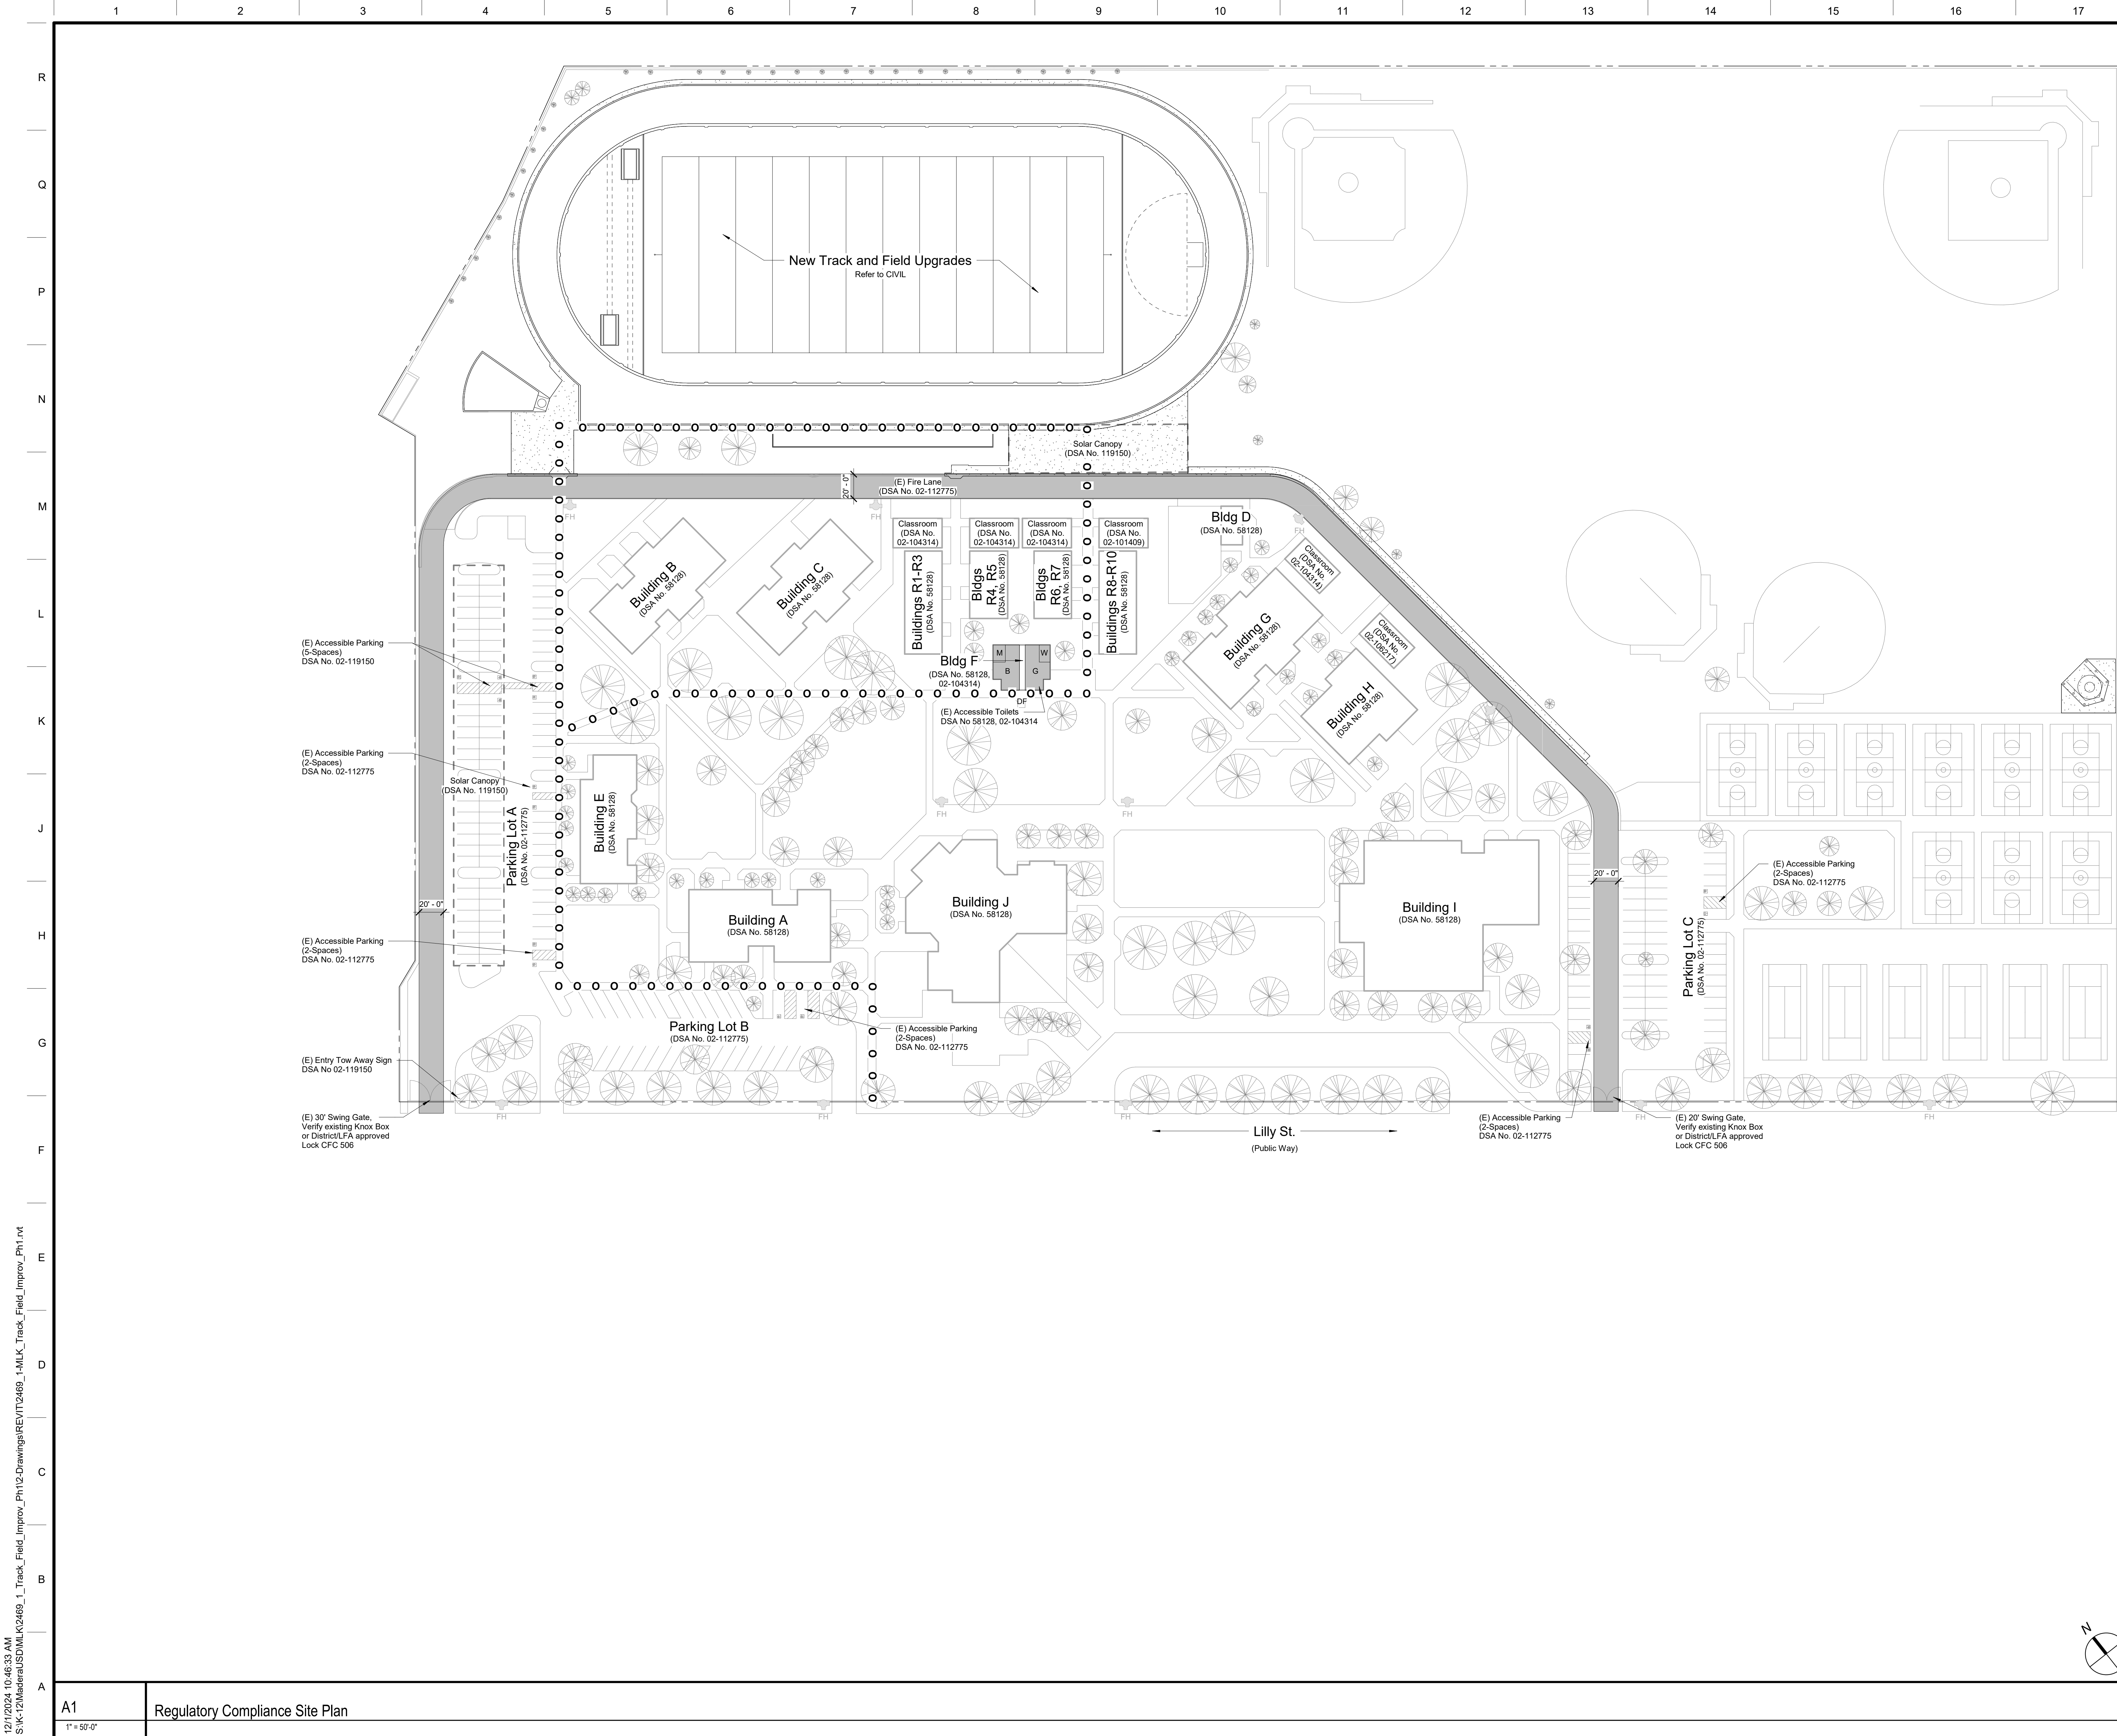 1 2 3 4 5 6 7 8 9 10 11 12 13 14 15 16 17
R
Q
P
N
M
L
K
J
H
G
F
E
D
C
B
A
New Track and Field Upgrades
Refer to CIVIL
Solar Canopy
(DSA No. 119150)
20' - 0"
(E) Fire Lane
(DSA No. 02-112775)
FH
FH
FH
Classroom
(DSA No.
02-104314)
Classroom
(DSA No.
02-104314)
Classroom
(DSA No.
02-104314)
Classroom
(DSA No.
02-101409)
Bldg D
(DSA No. 58128)
Classroom
(DSA No.
02-104314)
Classroom
(DSA No.
02-106217)
Building B
(DSA No. 58128)
Building C
(DSA No. 58128)
Buildings R1-R3
(DSA No. 58128)
Bldgs
R4, R5
(DSA No. 58128)
Bldgs
R6, R7
(DSA No. 58128)
Buildings R8-R10
(DSA No. 58128)
Building G
(DSA No. 58128)
Building H
(DSA No. 58128)
(E) Accessible Parking
(5-Spaces)
DSA No. 02-119150
Bldg F
(DSA No. 58128,
02-104314)
M
W
B
G
DF
(E) Accessible Toilets
DSA No 58128, 02-104314
(E) Accessible Parking
(2-Spaces)
DSA No. 02-112775
Solar Canopy
(DSA No. 119150)
Parking Lot A
(DSA No. 02-112775)
Building E
(DSA No. 58128)
FH
FH
20' - 0"
20' - 0"
(E) Accessible Parking
(2-Spaces)
DSA No. 02-112775
Building A
(DSA No. 58128)
Building J
(DSA No. 58128)
Building I
(DSA No. 58128)
Parking Lot C
(DSA No. 02-112775)
(E) Accessible Parking
(2-Spaces)
DSA No. 02-112775
Parking Lot B
(DSA No. 02-112775)
(E) Accessible Parking
(2-Spaces)
DSA No. 02-112775
(E) Entry Tow Away Sign
DSA No 02-119150
(E) 30' Swing Gate,
Verify existing Knox Box
or District/LFA approved
Lock CFC 506
FH
FH
FH
FH
FH
Lilly St.
(Public Way)
(E) Accessible Parking
(2-Spaces)
DSA No. 02-112775
(E) 20' Swing Gate,
Verify existing Knox Box
or District/LFA approved
Lock CFC 506
N
12/1/2024 10:46:33 AM
S:\K-12\MaderaUSD\MLK\2469_1_Track_Field_Improv_Ph1\2-Drawings\REVIT\2469_1-MLK_Track_Field_Improv_Ph1.rvt
A1
Regulatory Compliance Site Plan
1" = 50'-0"